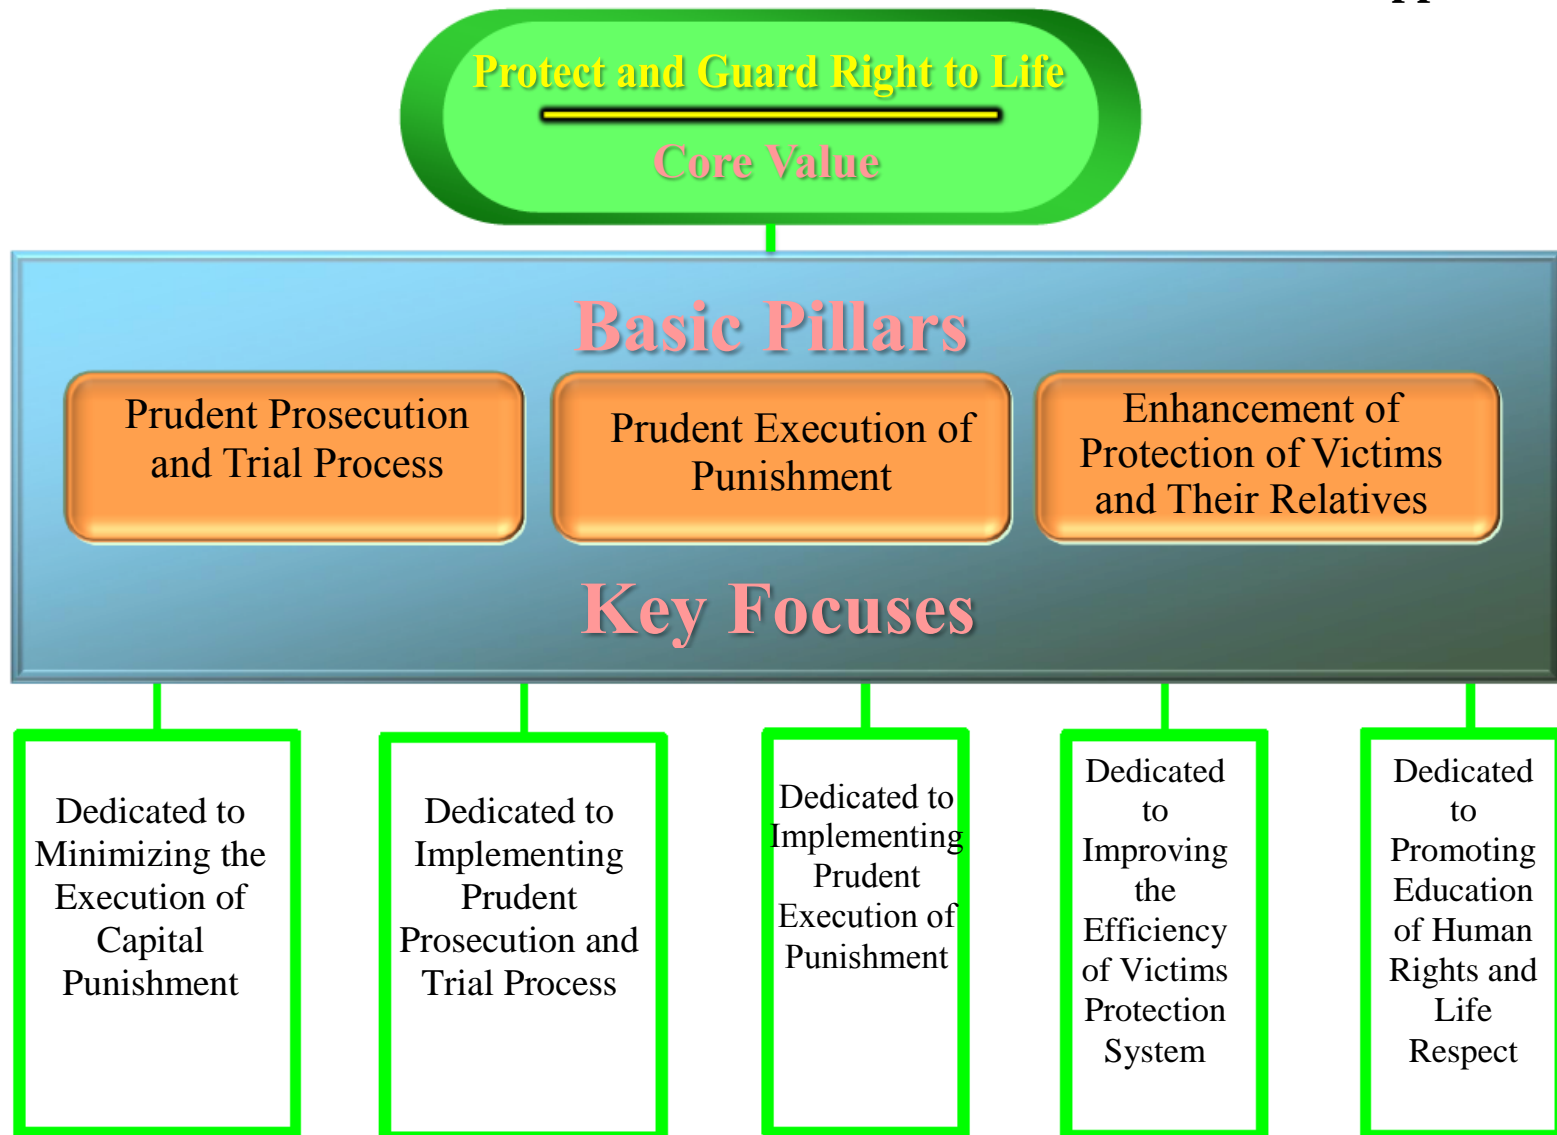 Protect and Guard Right to Life
Core Value
Basic Pillars
Prudent Prosecution
and Trial Process
Prudent Execution of
Punishment
Enhancement of
Protection of Victims
and Their Relatives
Key Focuses
Dedicated to
Minimizing the
Execution of
Capital
Punishment
Dedicated to
Implementing
Prudent
Prosecution and
Trial Process
Dedicated to
Implementing
Prudent
Execution of
Punishment
Dedicated
to
Improving
the
Efficiency
of Victims
Protection
System
Dedicated
to
Promoting
Education
of Human
Rights and
Life
Respect